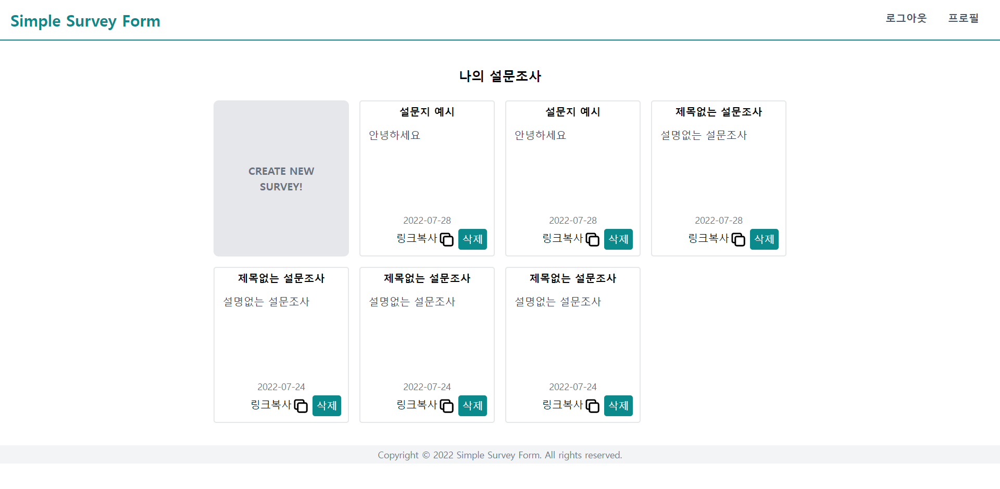 Simple Survey Form
로그아웃 프로필
나의 설문조사
CREATE NEW
SURVEY!
설문지 예시
안녕하세요
2022-07-28
링크복사 삭제
설문지 예시
안녕하세요
2022-07-28
링크복사 삭제
제목없는 설문조사
설명없는 설문조사
2022-07-28
링크복사 삭제
제목없는 설문조사
설명없는 설문조사
2022-07-24
링크복사 삭제
제목없는 설문조사
설명없는 설문조사
2022-07-24
링크복사 삭제
제목없는 설문조사
설명없는 설문조사
2022-07-24
링크복사 삭제
Copyright © 2022 Simple Survey Form. All rights reserved.